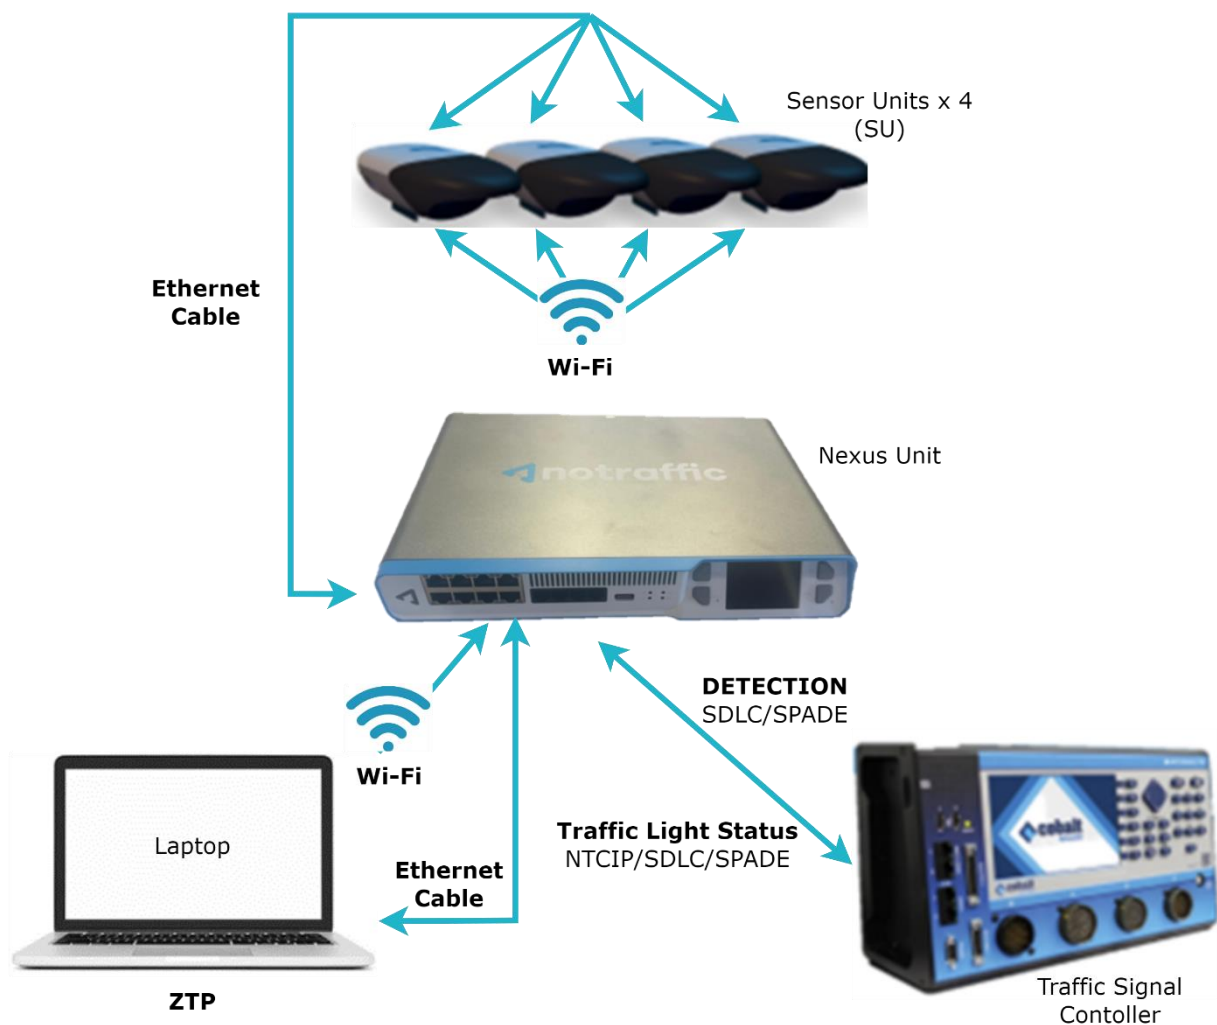 Sensor Units x 4
(SU)
Ethernet
Cable
Wi-Fi
Nexus Unit
notraffic
DETECTION
SDLC/SPADE
Wi-Fi
Laptop
Traffic Light Status
NTCIP/SDLC/SPADE
Ethernet
Cable
cobalt
cobalt
ZTP
Traffic Signal
Contoller